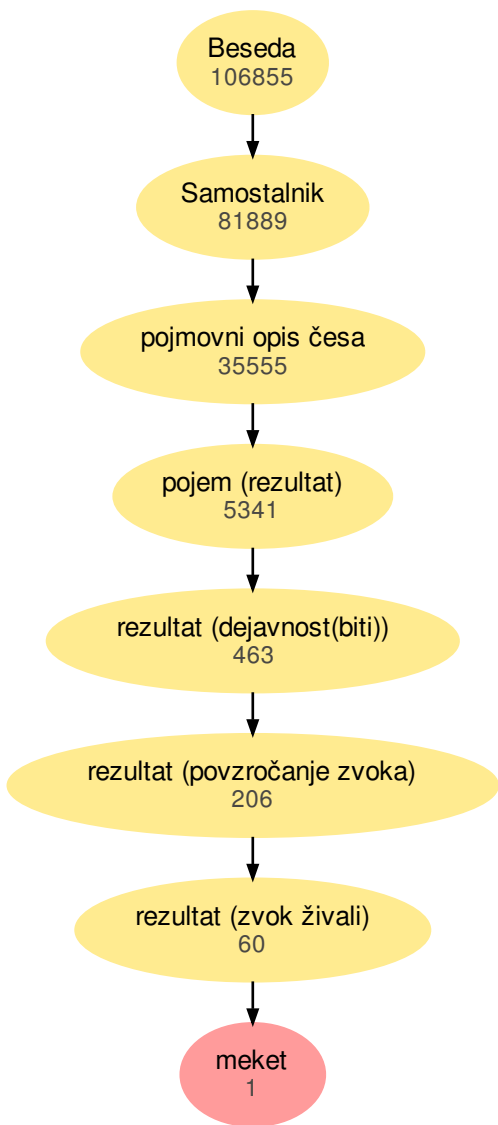 Beseda
106855
Samostalnik
81889
pojmovni opis česa
35555
pojem (rezultat)
5341
rezultat (dejavnost(biti))
463
rezultat (povzročanje zvoka)
206
rezultat (zvok živali)
60
meket
1